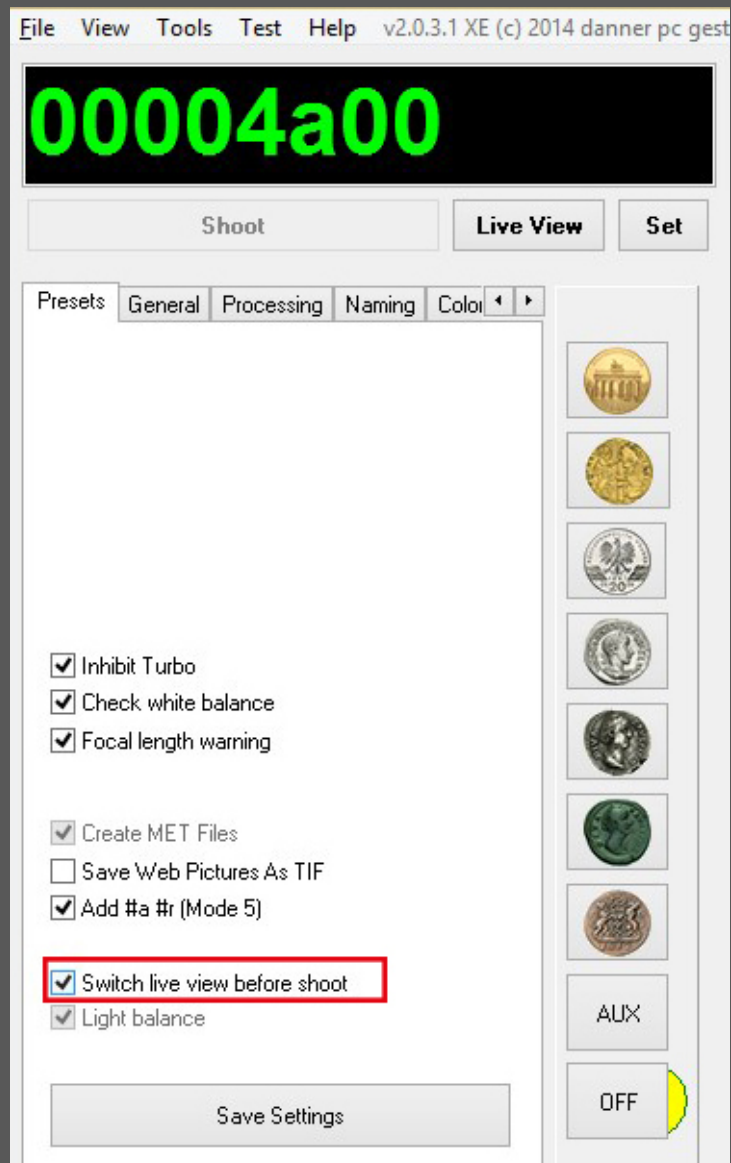 File View Tools Test Help v2.0.3.1 XE (c) 2014 danner pc gest
00004a00
Shoot Live View Set
Presets General Processing Naming Color
Inhibit Turbo
Check white balance
Focal length warning
Create MET Files
Save Web Pictures As TIF
Add #a #r (Mode 5)
Switch live view before shoot
Light balance
Save Settings
AUX
OFF